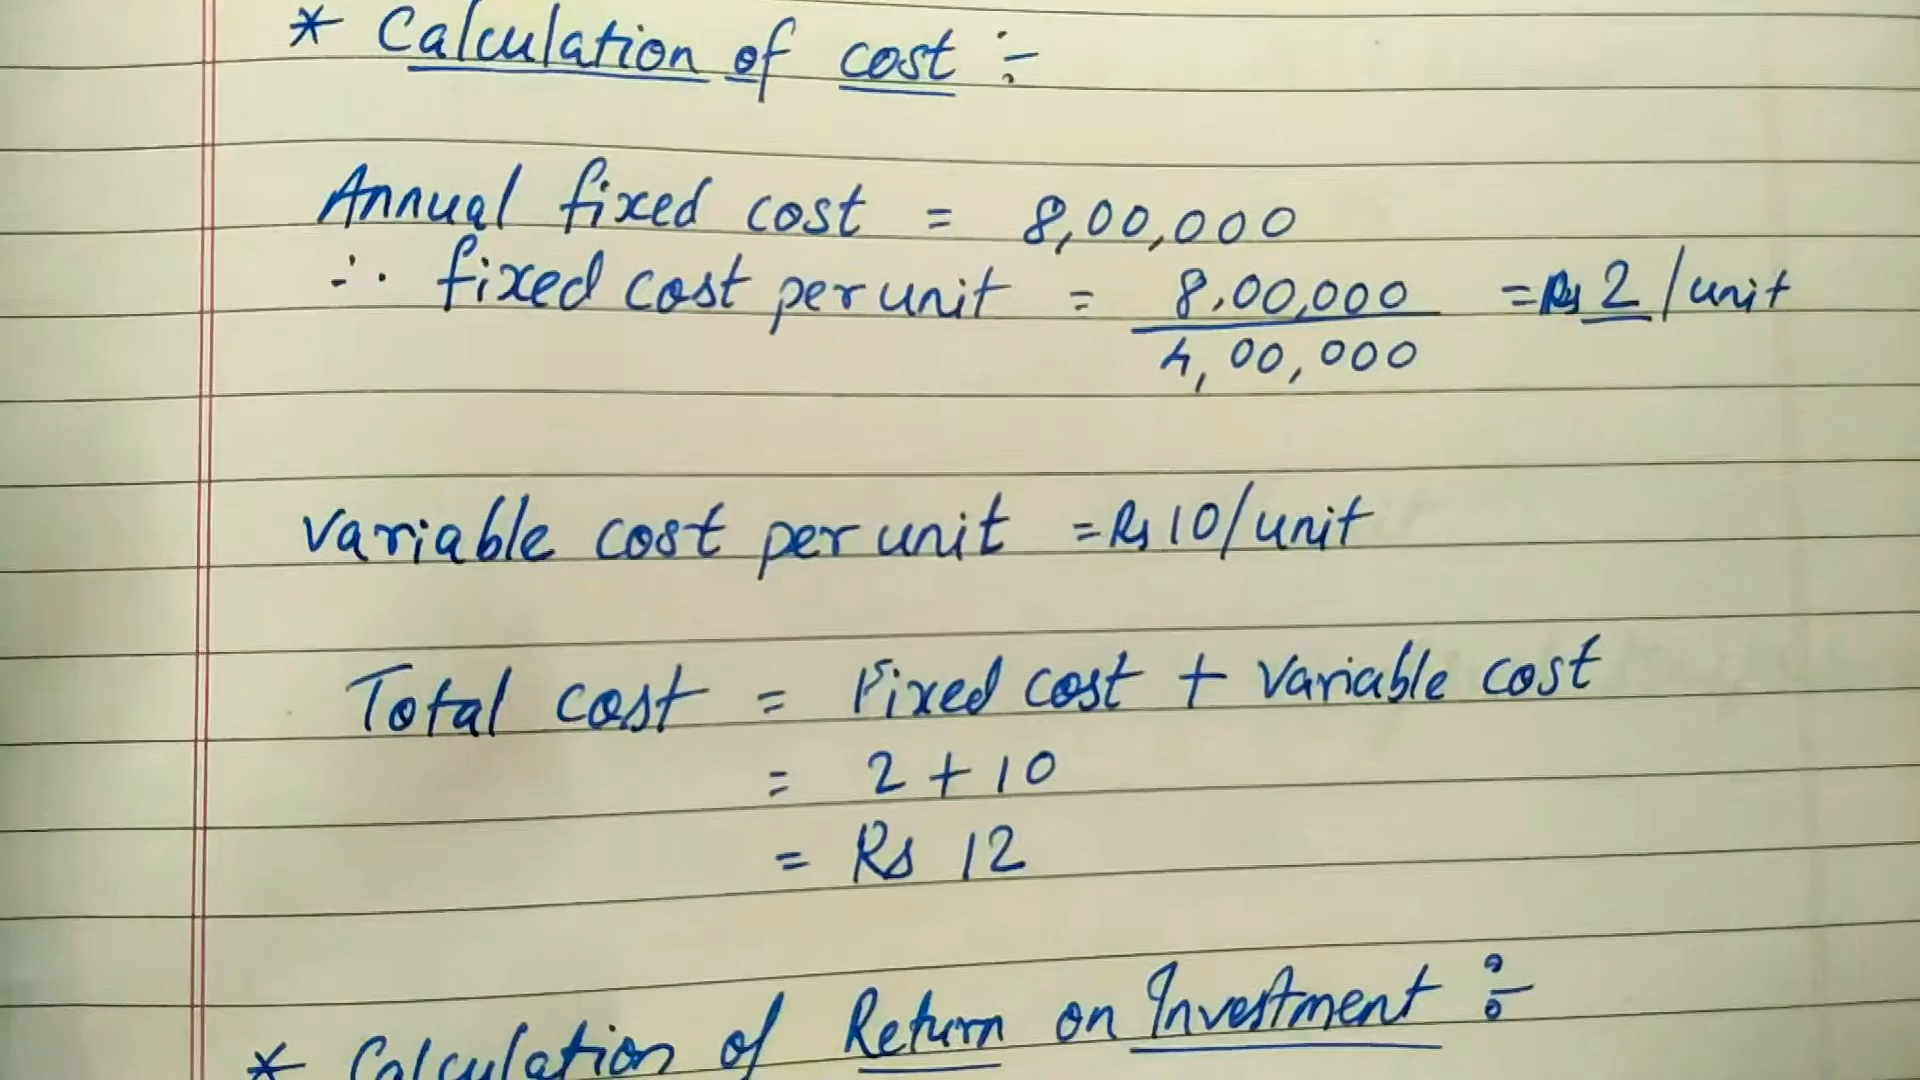 * Calculation of cost :-
Annual fixed cost = 8,00,000
∴ fixed cost per unit = 8,00,000 = Rs 2 /unit
4,00,000
variable cost per unit = Rs 10/unit
Total cost = Fixed cost + Variable cost
= 2 + 10
= Rs 12
* Calculation of Return on Investment :-